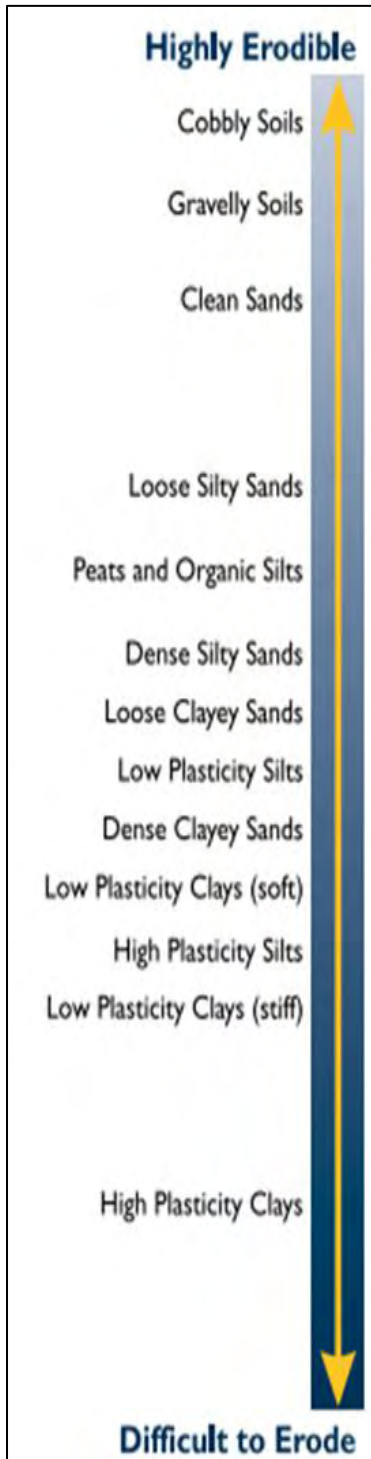 Highly Erodible
Cobbly Soils
Gravelly Soils
Clean Sands
Loose Silty Sands
Peats and Organic Silts
Dense Silty Sands
Loose Clayey Sands
Low Plasticity Silts
Dense Clayey Sands
Low Plasticity Clays (soft)
High Plasticity Silts
Low Plasticity Clays (stiff)
High Plasticity Clays
Difficult to Erode